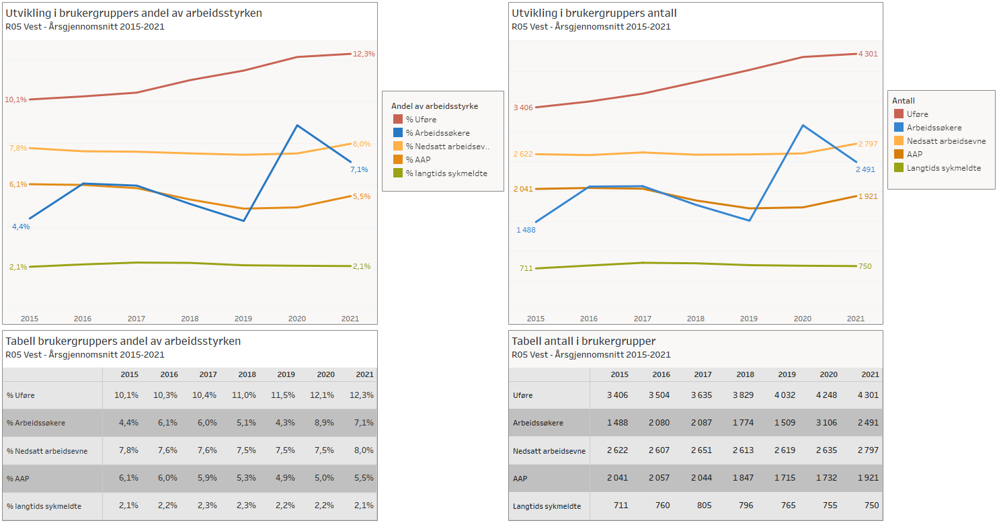 Utvikling i brukergruppers andel av arbeidsstyrken
R05 Vest - Årsgjennomsnitt 2015-2021
12,3%
10,1%
7,8%
8,0%
7,1%
6,1%
5,5%
4,4%
2,1%
2,1%
2015 2016 2017 2018 2019 2020 2021
Andel av arbeidsstyrke
% Uføre
% Arbeidssøkere
% Nedsatt arbeidsev..
% AAP
% langtids sykmeldte
Utvikling i brukergruppers antall
R05 Vest - Årsgjennomsnitt 2015-2021
4 301
3 406
2 797
2 622
2 491
2 041
1 921
1 488
711
750
2015 2016 2017 2018 2019 2020 2021
Antall
Uføre
Arbeidssøkere
Nedsatt arbeidsevne
AAP
Langtids sykmeldte
Tabell brukergruppers andel av arbeidsstyrken
R05 Vest - Årsgjennomsnitt 2015-2021
2015 2016 2017 2018 2019 2020 2021
% Uføre 10,1% 10,3% 10,4% 11,0% 11,5% 12,1% 12,3%
% Arbeidssøkere 4,4% 6,1% 6,0% 5,1% 4,3% 8,9% 7,1%
% Nedsatt arbeidsevne 7,8% 7,6% 7,6% 7,5% 7,5% 7,5% 8,0%
% AAP 6,1% 6,0% 5,9% 5,3% 4,9% 5,0% 5,5%
% langtids sykmeldte 2,1% 2,2% 2,3% 2,3% 2,2% 2,2% 2,1%
Tabell antall i brukergrupper
R05 Vest - Årsgjennomsnitt 2015-2021
2015 2016 2017 2018 2019 2020 2021
Uføre 3 406 3 504 3 635 3 829 4 032 4 248 4 301
Arbeidssøkere 1 488 2 080 2 087 1 774 1 509 3 106 2 491
Nedsatt arbeidsevne 2 622 2 607 2 651 2 613 2 619 2 635 2 797
AAP 2 041 2 057 2 044 1 847 1 715 1 732 1 921
Langtids sykmeldte 711 760 805 796 765 755 750